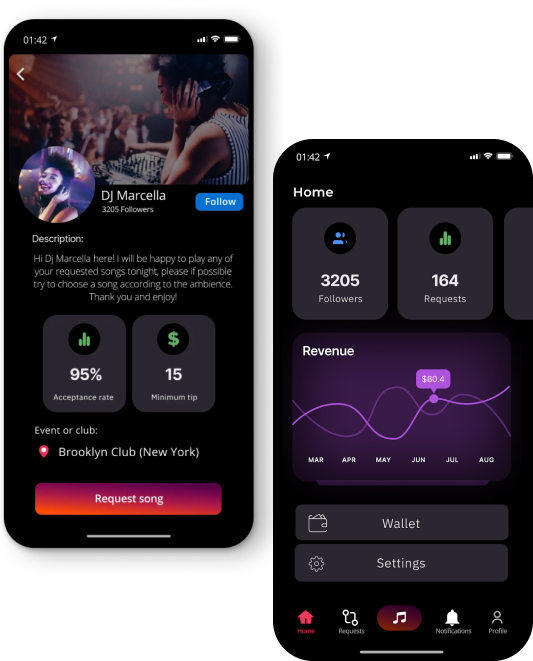 01:42
DJ Marcella
3205 Followers
Follow
Description:
Hi Dj Marcella here! I will be happy to play any of
your requested songs tonight, please if possible
try to choose a song according to the ambience.
Thank you and enjoy!
95%
Acceptance rate
$
15
Minimum tip
Event or club:
Brooklyn Club (New York)
Request song
01:42
Home
3205
Followers
164
Requests
Revenue
$80.4
MAR APR MAY JUN JUL AUG
Wallet
Settings
Home Requests Notifications Profile